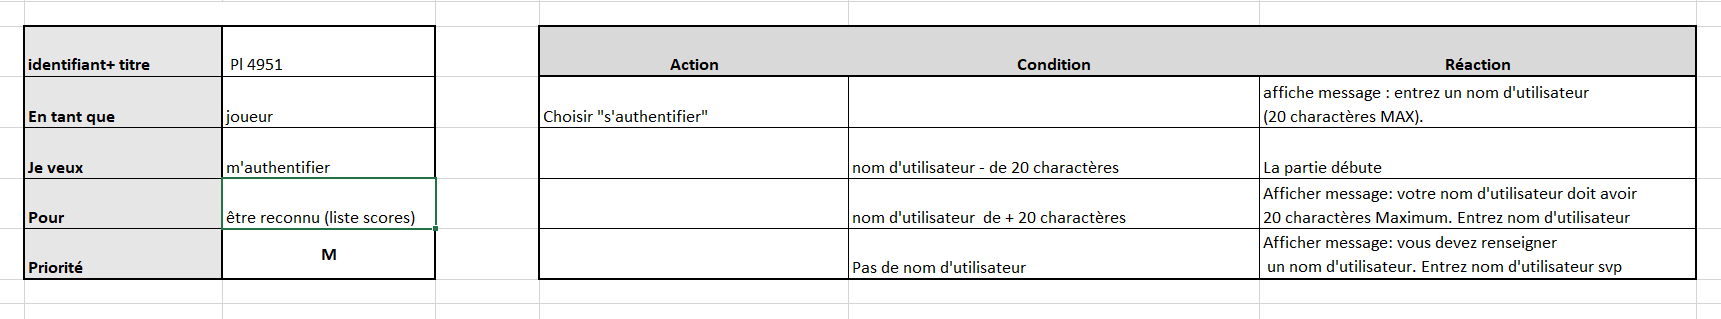 identifiant+ titre
Pl 4951
En tant que
joueur
Je veux
m'authentifier
Pour
être reconnu (liste scores)
Priorité
M
Action
Condition
Réaction
Choisir "s'authentifier"
affiche message : entrez un nom d'utilisateur
(20 charactères MAX).
nom d'utilisateur - de 20 charactères
La partie débute
nom d'utilisateur  de + 20 charactères
Afficher message: votre nom d'utilisateur doit avoir
20 charactères Maximum. Entrez nom d'utilisateur
Pas de nom d'utilisateur
Afficher message: vous devez renseigner
un nom d'utilisateur. Entrez nom d'utilisateur svp